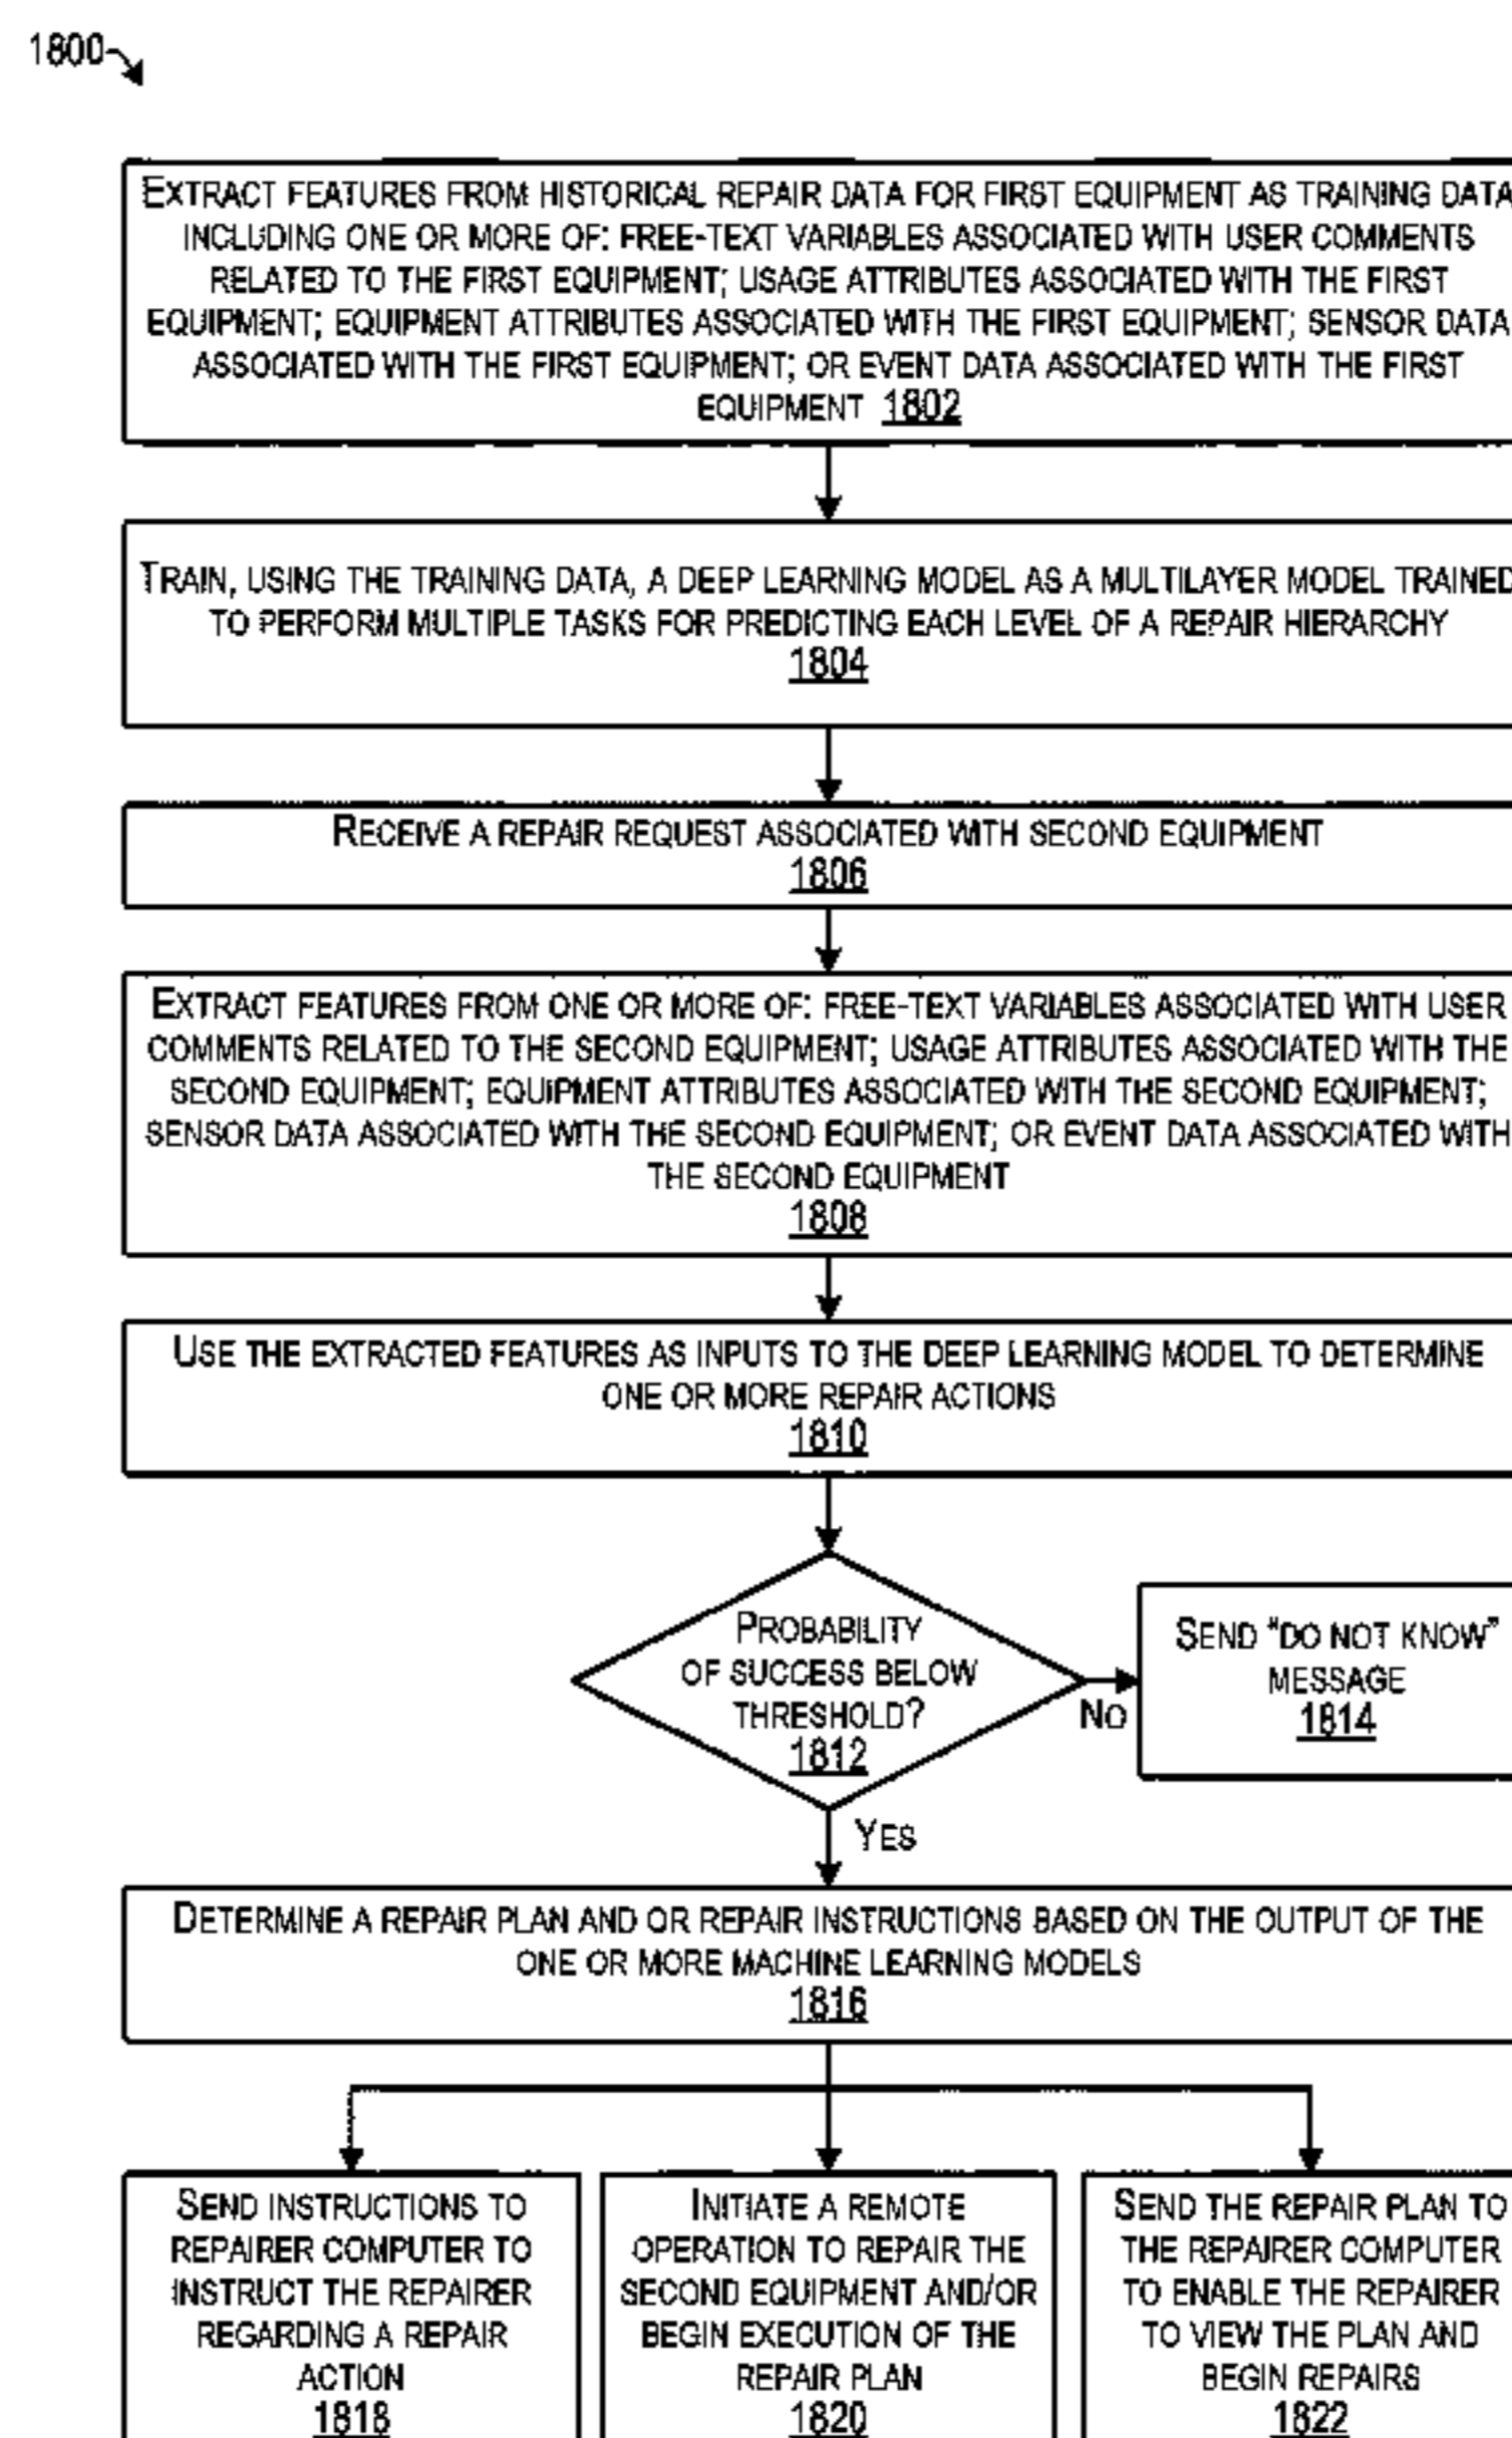 1800
EXTRACT FEATURES FROM HISTORICAL REPAIR DATA FOR FIRST EQUIPMENT AS TRAINING DATA
INCLUDING ONE OR MORE OF: FREE-TEXT VARIABLES ASSOCIATED WITH USER COMMENTS
RELATED TO THE FIRST EQUIPMENT; USAGE ATTRIBUTES ASSOCIATED WITH THE FIRST
EQUIPMENT; EQUIPMENT ATTRIBUTES ASSOCIATED WITH THE FIRST EQUIPMENT; SENSOR DATA
ASSOCIATED WITH THE FIRST EQUIPMENT; OR EVENT DATA ASSOCIATED WITH THE FIRST
EQUIPMENT 1802
TRAIN, USING THE TRAINING DATA, A DEEP LEARNING MODEL AS A MULTILAYER MODEL TRAINED
TO PERFORM MULTIPLE TASKS FOR PREDICTING EACH LEVEL OF A REPAIR HIERARCHY
1804
RECEIVE A REPAIR REQUEST ASSOCIATED WITH SECOND EQUIPMENT
1806
EXTRACT FEATURES FROM ONE OR MORE OF: FREE-TEXT VARIABLES ASSOCIATED WITH USER
COMMENTS RELATED TO THE SECOND EQUIPMENT; USAGE ATTRIBUTES ASSOCIATED WITH THE
SECOND EQUIPMENT; EQUIPMENT ATTRIBUTES ASSOCIATED WITH THE SECOND EQUIPMENT;
SENSOR DATA ASSOCIATED WITH THE SECOND EQUIPMENT; OR EVENT DATA ASSOCIATED WITH
THE SECOND EQUIPMENT
1808
USE THE EXTRACTED FEATURES AS INPUTS TO THE DEEP LEARNING MODEL TO DETERMINE
ONE OR MORE REPAIR ACTIONS
1810
PROBABILITY
OF SUCCESS BELOW
THRESHOLD?
1812
NO
SEND "DO NOT KNOW"
MESSAGE
1814
YES
DETERMINE A REPAIR PLAN AND OR REPAIR INSTRUCTIONS BASED ON THE OUTPUT OF THE
ONE OR MORE MACHINE LEARNING MODELS
1816
SEND INSTRUCTIONS TO
REPAIRER COMPUTER TO
INSTRUCT THE REPAIRER
REGARDING A REPAIR
ACTION
1818
INITIATE A REMOTE
OPERATION TO REPAIR THE
SECOND EQUIPMENT AND/OR
BEGIN EXECUTION OF THE
REPAIR PLAN
1820
SEND THE REPAIR PLAN TO
THE REPAIRER COMPUTER
TO ENABLE THE REPAIRER
TO VIEW THE PLAN AND
BEGIN REPAIRS
1822